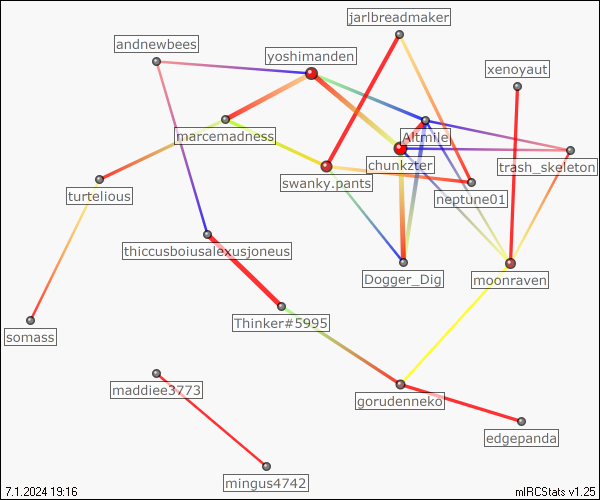 jarlbreadmaker
andnewbees
yoshimanden
xenoyaut
Altmile
marcemadness
chunkzter
trash_skeleton
swanky.pants
turtelious
neptune01
thiccusboiusalexusjoneus
Dogger_Dig
moonraven
Thinker#5995
somass
maddiee3773
gorudenneko
edgepanda
mingus4742
7.1.2024 19:16
mIRCStats v1.25